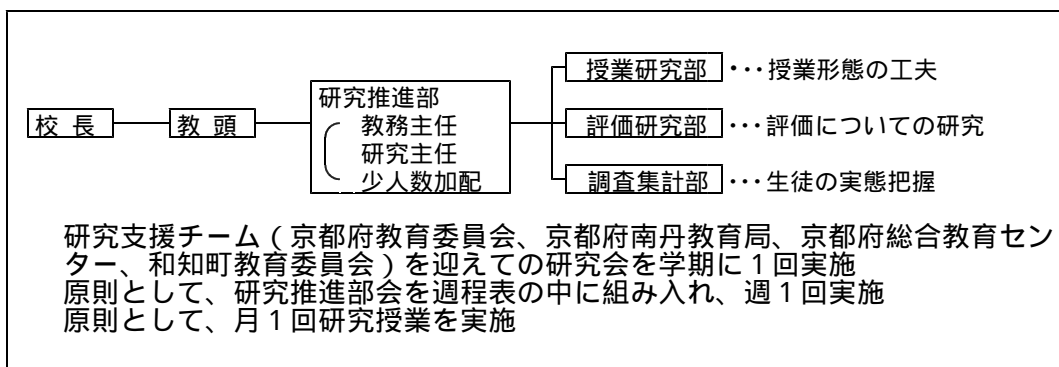 授業研究部・・・授業形態の工夫
研究推進部
校 長
教 頭
教務主任
評価研究部・・・評価についての研究
研究主任
少人数加配
調査集計部・・・生徒の実態把握
研究支援チーム（京都府教育委員会、京都府南丹教育局、京都府総合教育セン
ター、和知町教育委員会）を迎えての研究会を学期に１回実施
原則として、研究推進部会を週程表の中に組み入れ、週１回実施
原則として、月１回研究授業を実施